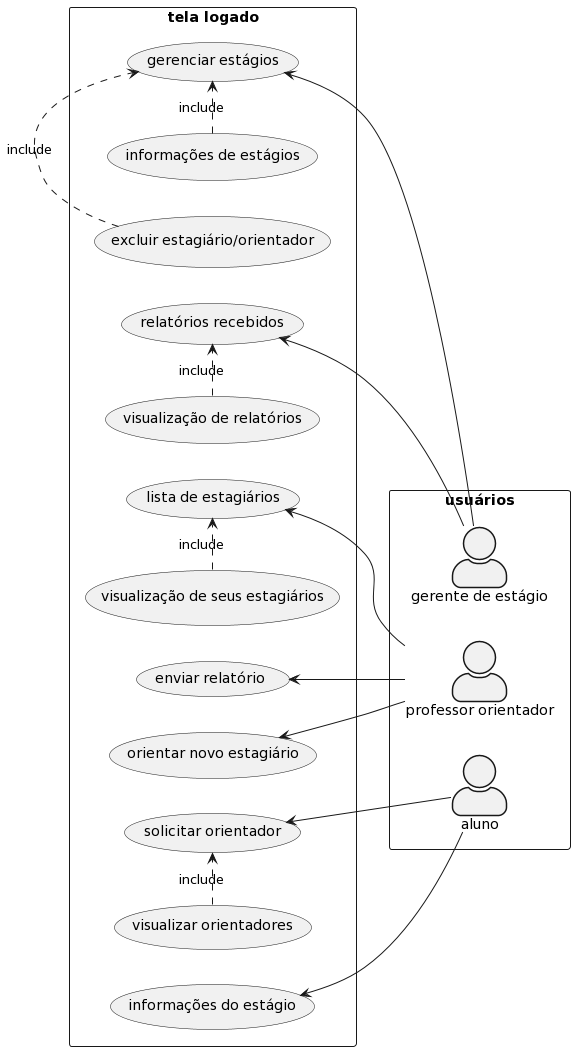 tela logado
gerenciar estágios
include
informações de estágios
include
excluir estagiário/orientador
relatórios recebidos
include
visualização de relatórios
lista de estagiários
usuários
include
visualização de seus estagiários
gerente de estágio
enviar relatório
professor orientador
orientar novo estagiário
solicitar orientador
aluno
include
visualizar orientadores
informações do estágio